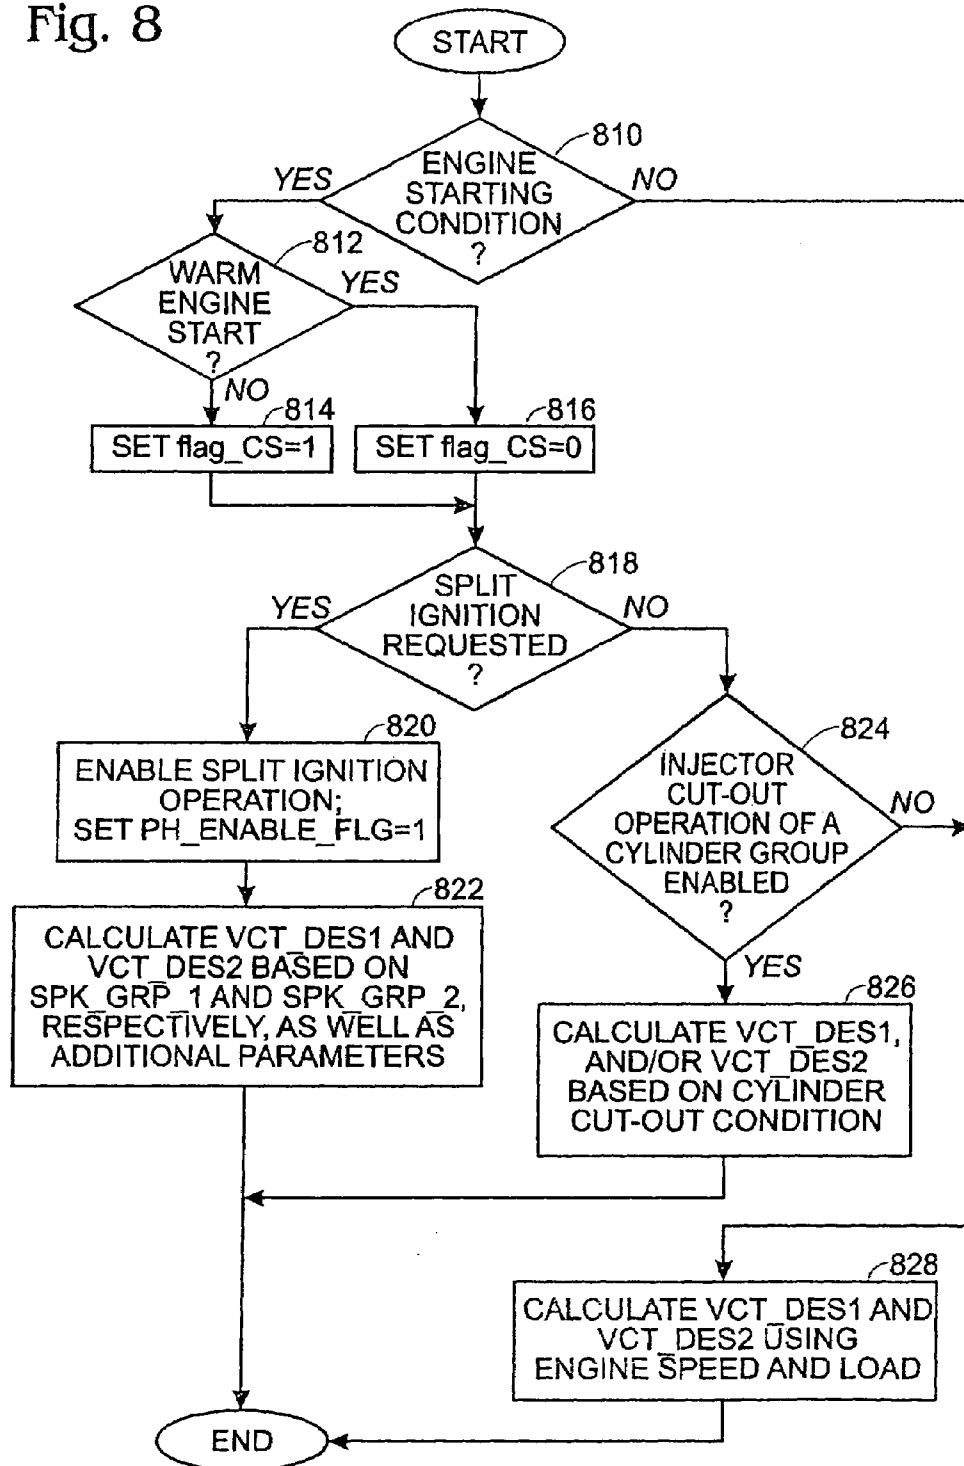 Fig. 8
START
810
ENGINE
STARTING
CONDITION
?
YES
NO
812
WARM
ENGINE
START
?
YES
NO
814
SET flag_CS=1
816
SET flag_CS=0
818
SPLIT
IGNITION
REQUESTED
?
YES
NO
820
ENABLE SPLIT IGNITION
OPERATION;
SET PH_ENABLE_FLG=1
824
INJECTOR
CUT-OUT
OPERATION OF A
CYLINDER GROUP
ENABLED
?
NO
YES
822
CALCULATE VCT_DES1 AND
VCT_DES2 BASED ON
SPK_GRP_1 AND SPK_GRP_2,
RESPECTIVELY, AS WELL AS
ADDITIONAL PARAMETERS
826
CALCULATE VCT_DES1,
AND/OR VCT_DES2
BASED ON CYLINDER
CUT-OUT CONDITION
828
CALCULATE VCT_DES1 AND
VCT_DES2 USING
ENGINE SPEED AND LOAD
END